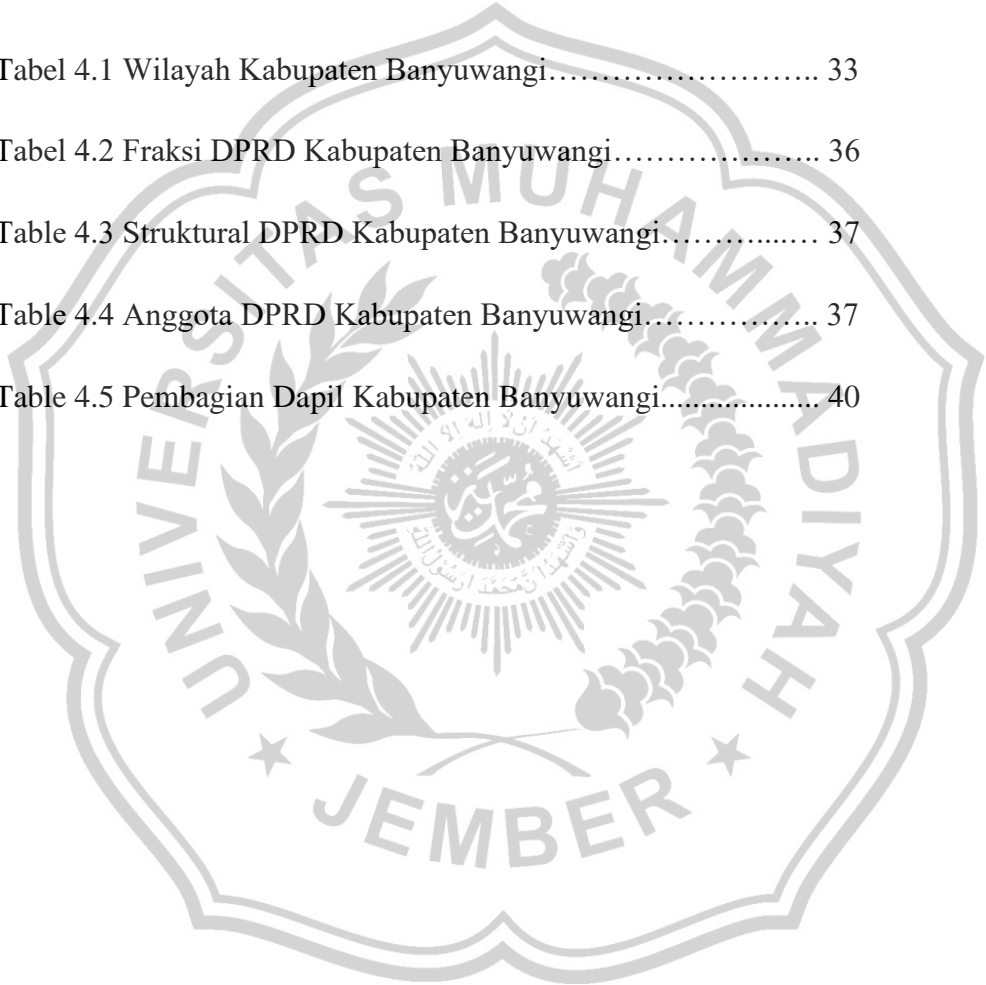 Tabel 4.1 Wilayah Kabupaten Banyuwangi…………………….. 33
Tabel 4.2 Fraksi DPRD Kabupaten Banyuwangi……………….. 36
Table 4.3 Struktural DPRD Kabupaten Banyuwangi………....… 37
Table 4.4 Anggota DPRD Kabupaten Banyuwangi…………….. 37
Table 4.5 Pembagian Dapil Kabupaten Banyuwangi................... 40
UNIVERSITAS MUHAMMADIYAH
JEMBER